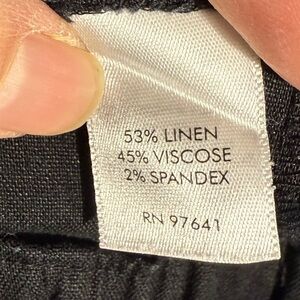 53% LINEN
45% VISCOSE
2% SPANDEX
RN 97641